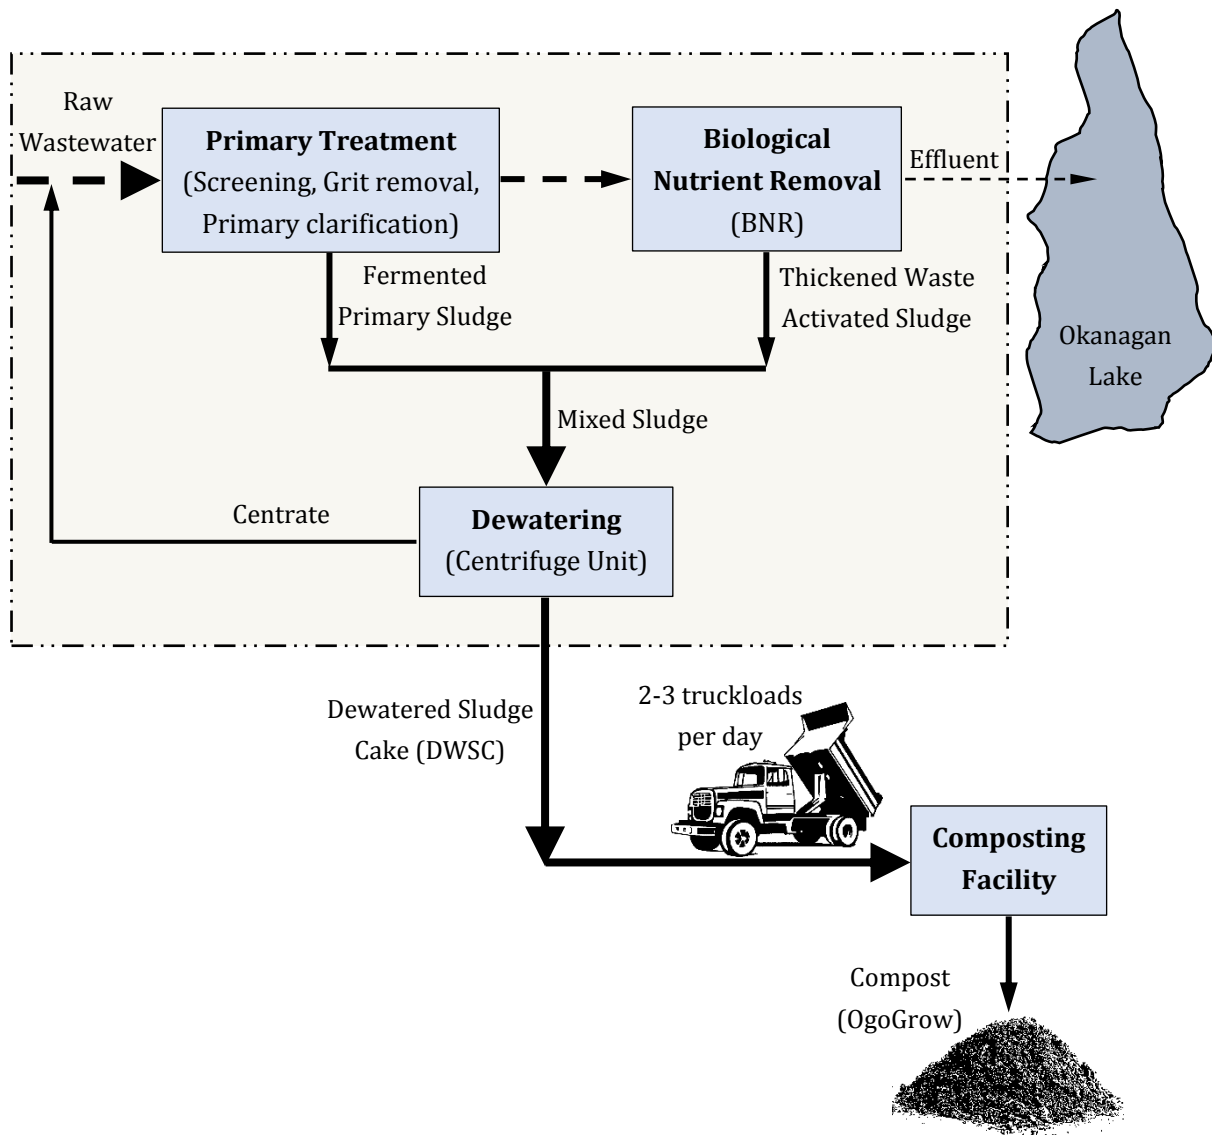 Raw
Wastewater
Primary Treatment
(Screening, Grit removal,
Primary clarification)
Biological
Nutrient Removal
(BNR)
Effluent
Fermented
Primary Sludge
Thickened Waste
Activated Sludge
Okanagan
Lake
Mixed Sludge
Centrate
Dewatering
(Centrifuge Unit)
Dewatered Sludge
Cake (DWSC)
2-3 truckloads
per day
Composting
Facility
Compost
(OgoGrow)